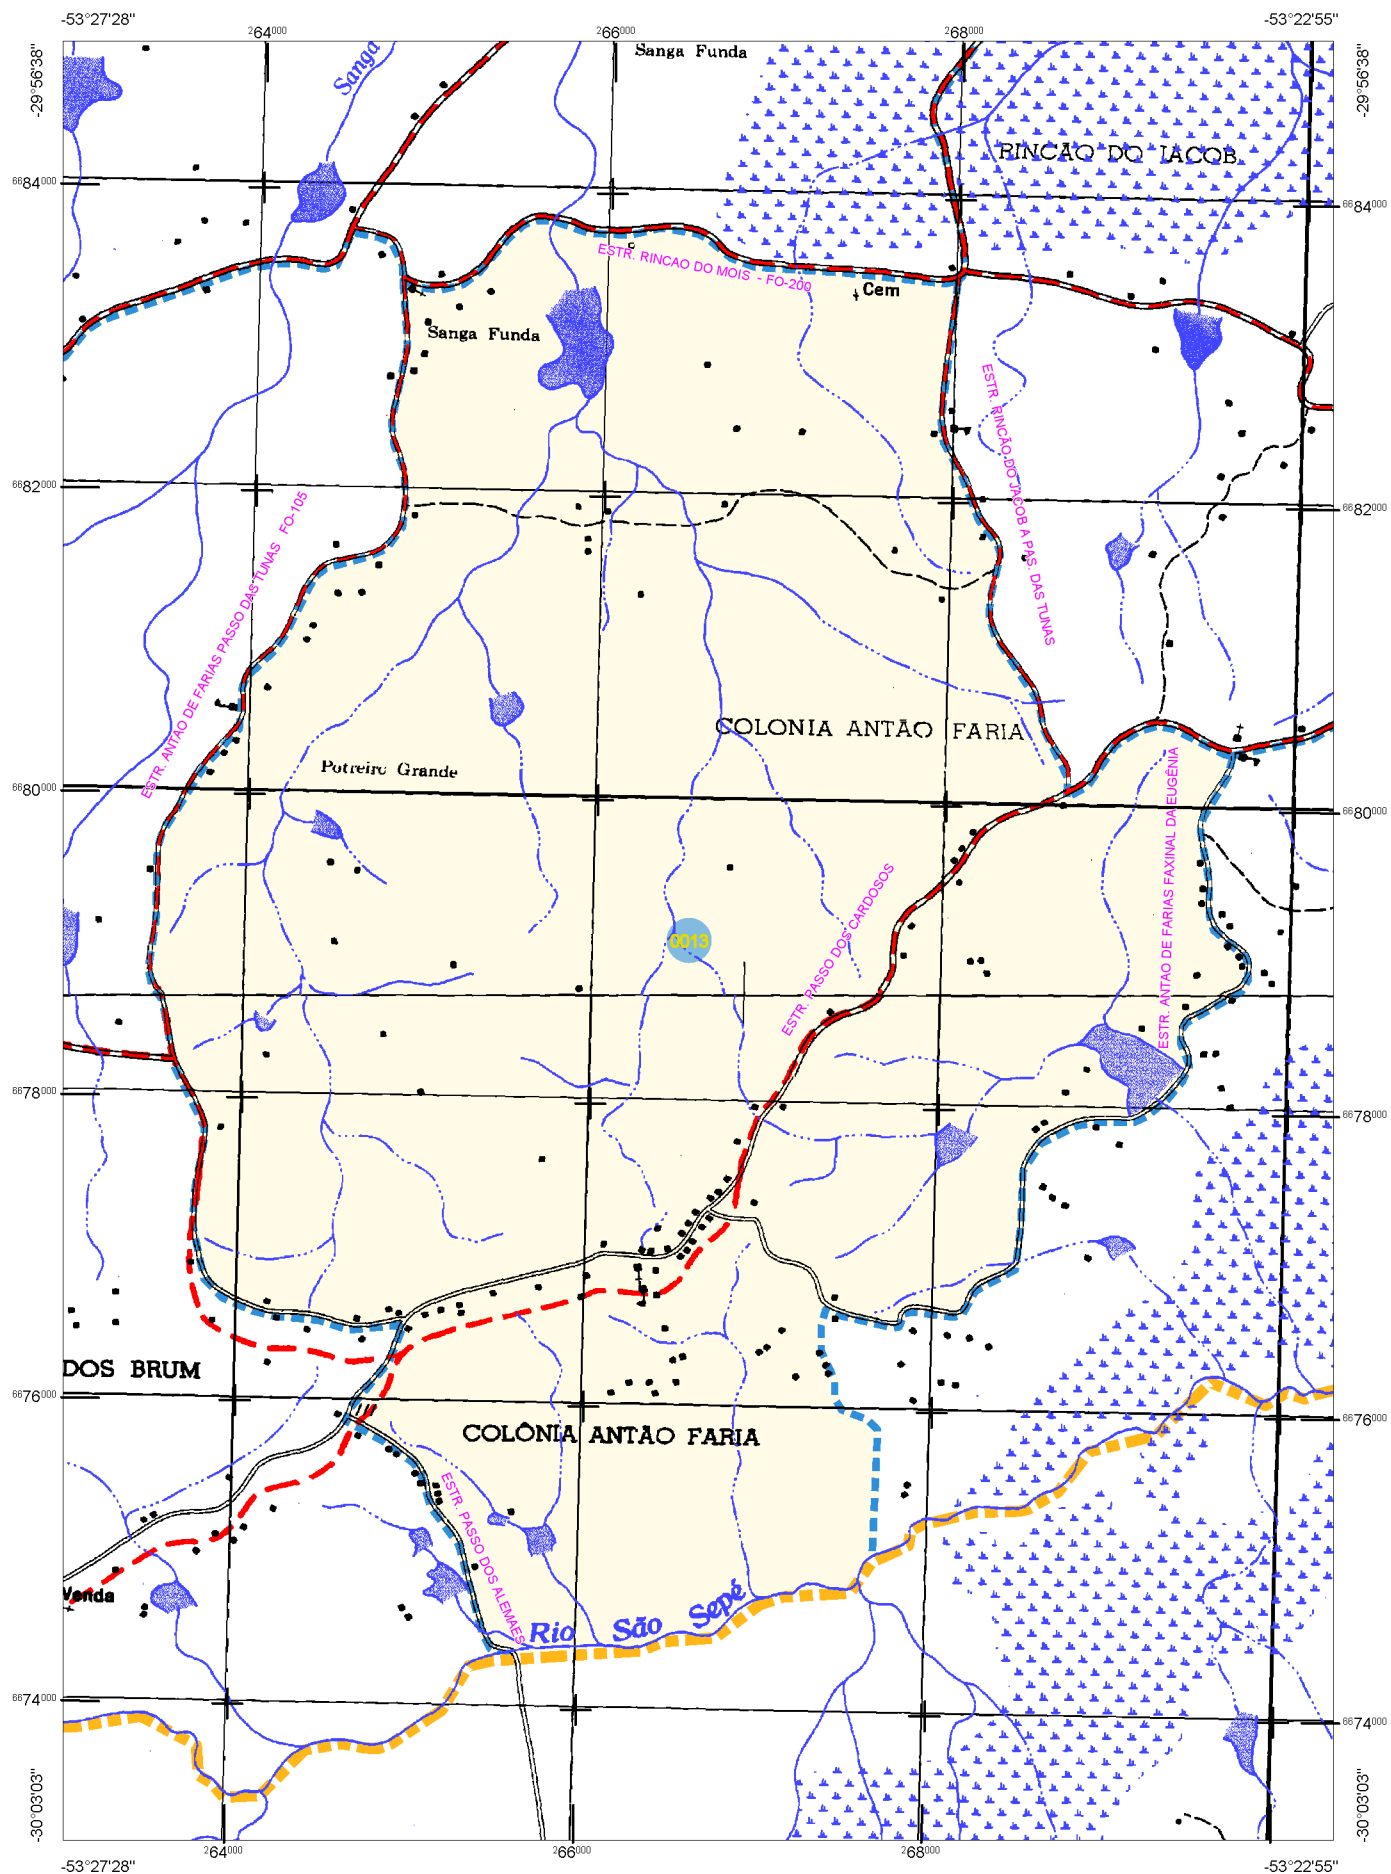 -53°27'28"
-53°22'55"
264000
266000
268000
-29°56'38"
-29°56'38"
Sanga
Sanga Funda
RINCÃO DO JACOB
6684000
6684000
ESTR. RINCAO DO MOIS - FO-200
Cem
Sanga Funda
ESTR. RINCÃO DO JACOB A PAS. DAS TUNAS
6682000
6682000
ESTR. ANTAO DE FARIAS PASSO DAS TUNAS FO-105
COLONIA ANTÃO FARIA
Potreiro Grande
6680000
6680000
ESTR. ANTAO DE FARIAS FAXINAL DA EUGÊNIA
ESTR. PASSO DOS CARDOSOS
0013
6678000
6678000
DOS BRUM
6676000
6676000
COLÔNIA ANTÃO FARIA
ESTR. PASSO DOS ALEMAES
Venda
Rio São Sepé
6674000
6674000
-30°03'03"
-30°03'03"
264000
266000
268000
-53°27'28"
-53°22'55"